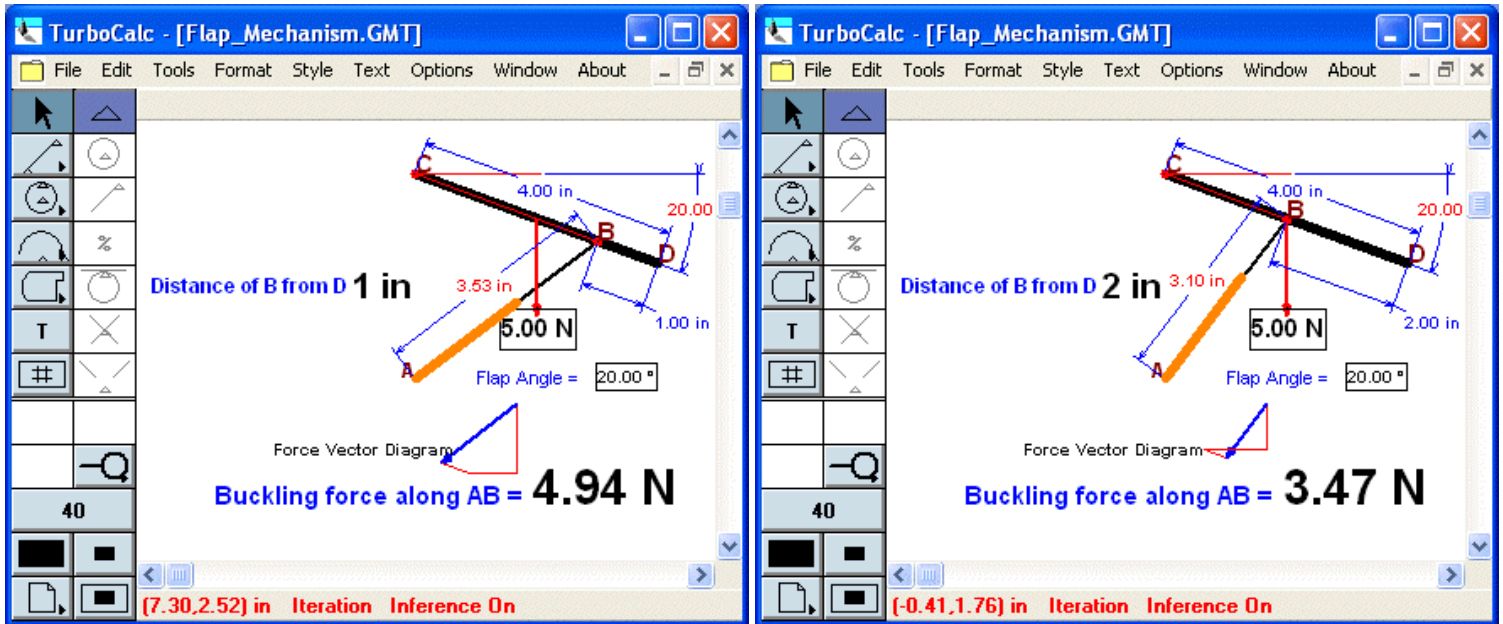 TurboCalc - [Flap_Mechanism.GMT]
File Edit Tools Format Style Text Options Window About
C
4.00 in
20.00
B
D
Distance of B from D 1 in
3.53 in
1.00 in
5.00 N
A
Flap Angle = 20.00 °
Force Vector Diagram
Buckling force along AB = 4.94 N
%
T
40
(7.30,2.52) in Iteration Inference On
TurboCalc - [Flap_Mechanism.GMT]
File Edit Tools Format Style Text Options Window About
C
4.00 in
20.00
B
D
Distance of B from D 2 in
3.10 in
2.00 in
5.00 N
A
Flap Angle = 20.00 °
Force Vector Diagram
Buckling force along AB = 3.47 N
%
T
40
(-0.41,1.76) in Iteration Inference On